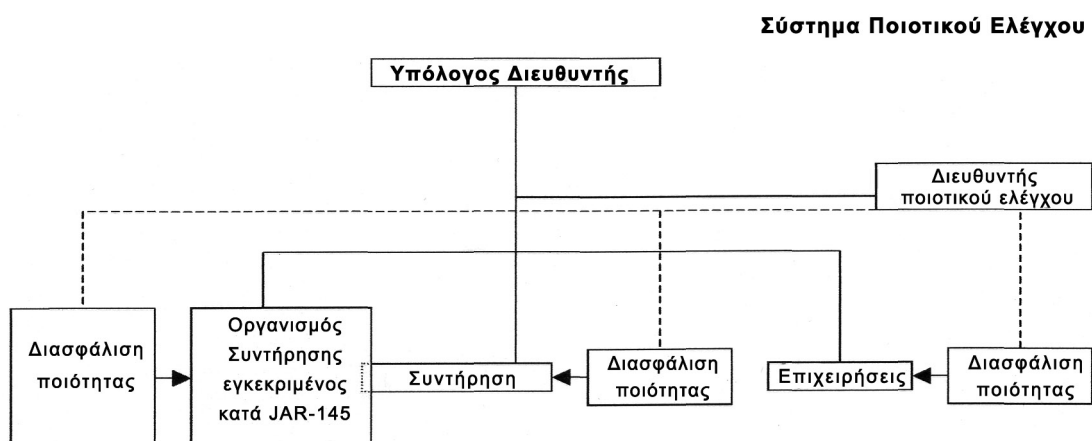 Σύστημα Ποιοτικού Ελέγχου
Υπόλογος Διευθυντής
Διευθυντής
ποιοτικού ελέγχου
Διασφάλιση
ποιότητας
Οργανισμός
Συντήρησης
εγκεκριμένος
κατά JAR-145
Συντήρηση
Διασφάλιση
ποιότητας
Επιχειρήσεις
Διασφάλιση
ποιότητας